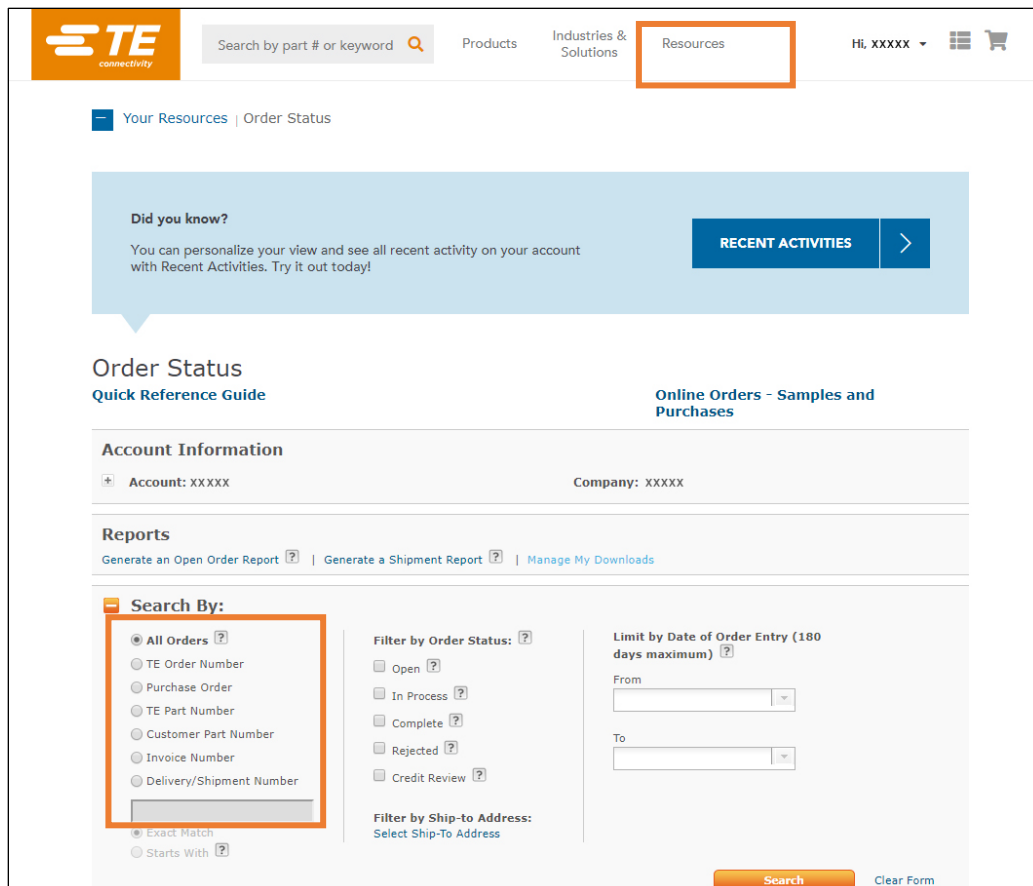 TE
connectivity
Search by part # or keyword
Products
Industries &
Solutions
Resources
Hi, xxxxx
Your Resources | Order Status
Did you know?
You can personalize your view and see all recent activity on your account
with Recent Activities. Try it out today!
RECENT ACTIVITIES
Order Status
Quick Reference Guide
Online Orders - Samples and
Purchases
Account Information
+ Account: xxxxx
Company: xxxxx
Reports
Generate an Open Order Report ? | Generate a Shipment Report ? | Manage My Downloads
Search By:
All Orders ?
TE Order Number
Purchase Order
TE Part Number
Customer Part Number
Invoice Number
Delivery/Shipment Number
Exact Match
Starts With ?
Filter by Order Status: ?
Open ?
In Process ?
Complete ?
Rejected ?
Credit Review ?
Filter by Ship-to Address:
Select Ship-To Address
Limit by Date of Order Entry (180
days maximum) ?
From
To
Search
Clear Form